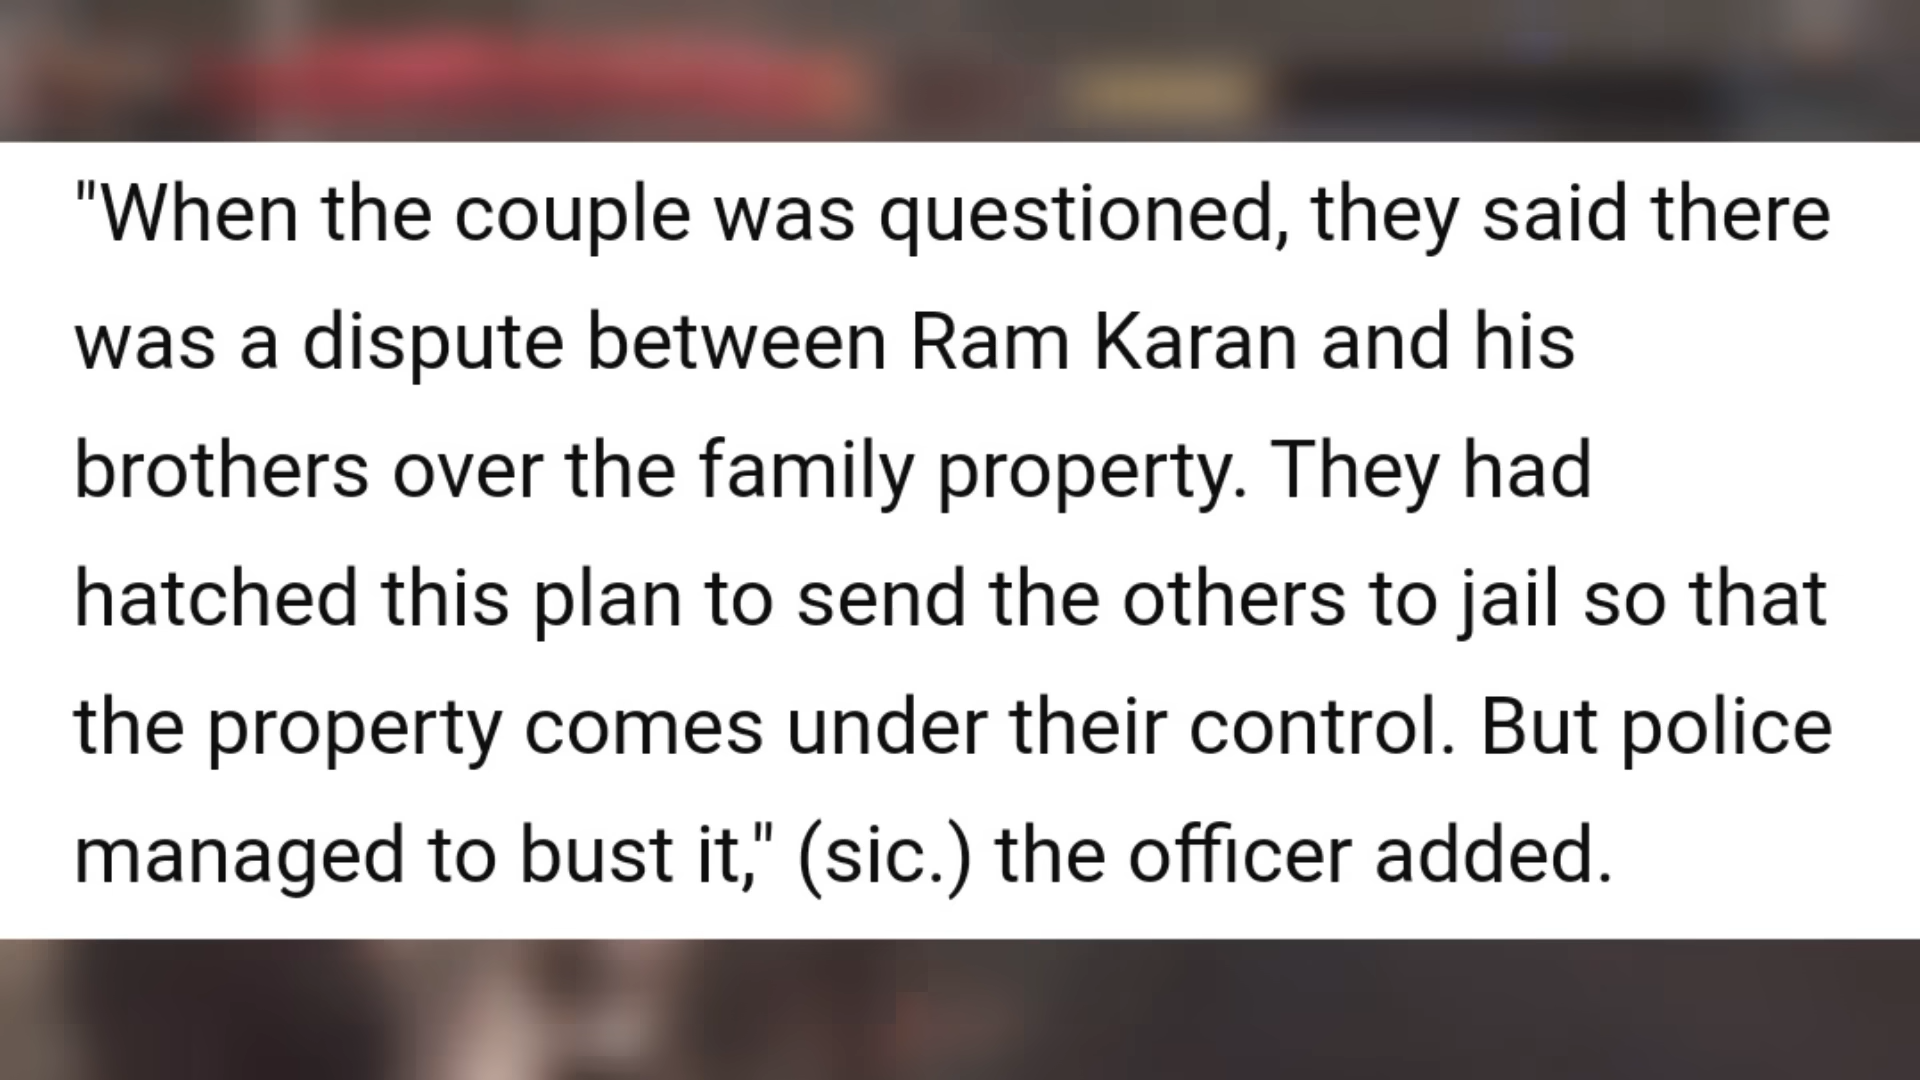 "When the couple was questioned, they said there
was a dispute between Ram Karan and his
brothers over the family property. They had
hatched this plan to send the others to jail so that
the property comes under their control. But police
managed to bust it," (sic.) the officer added.